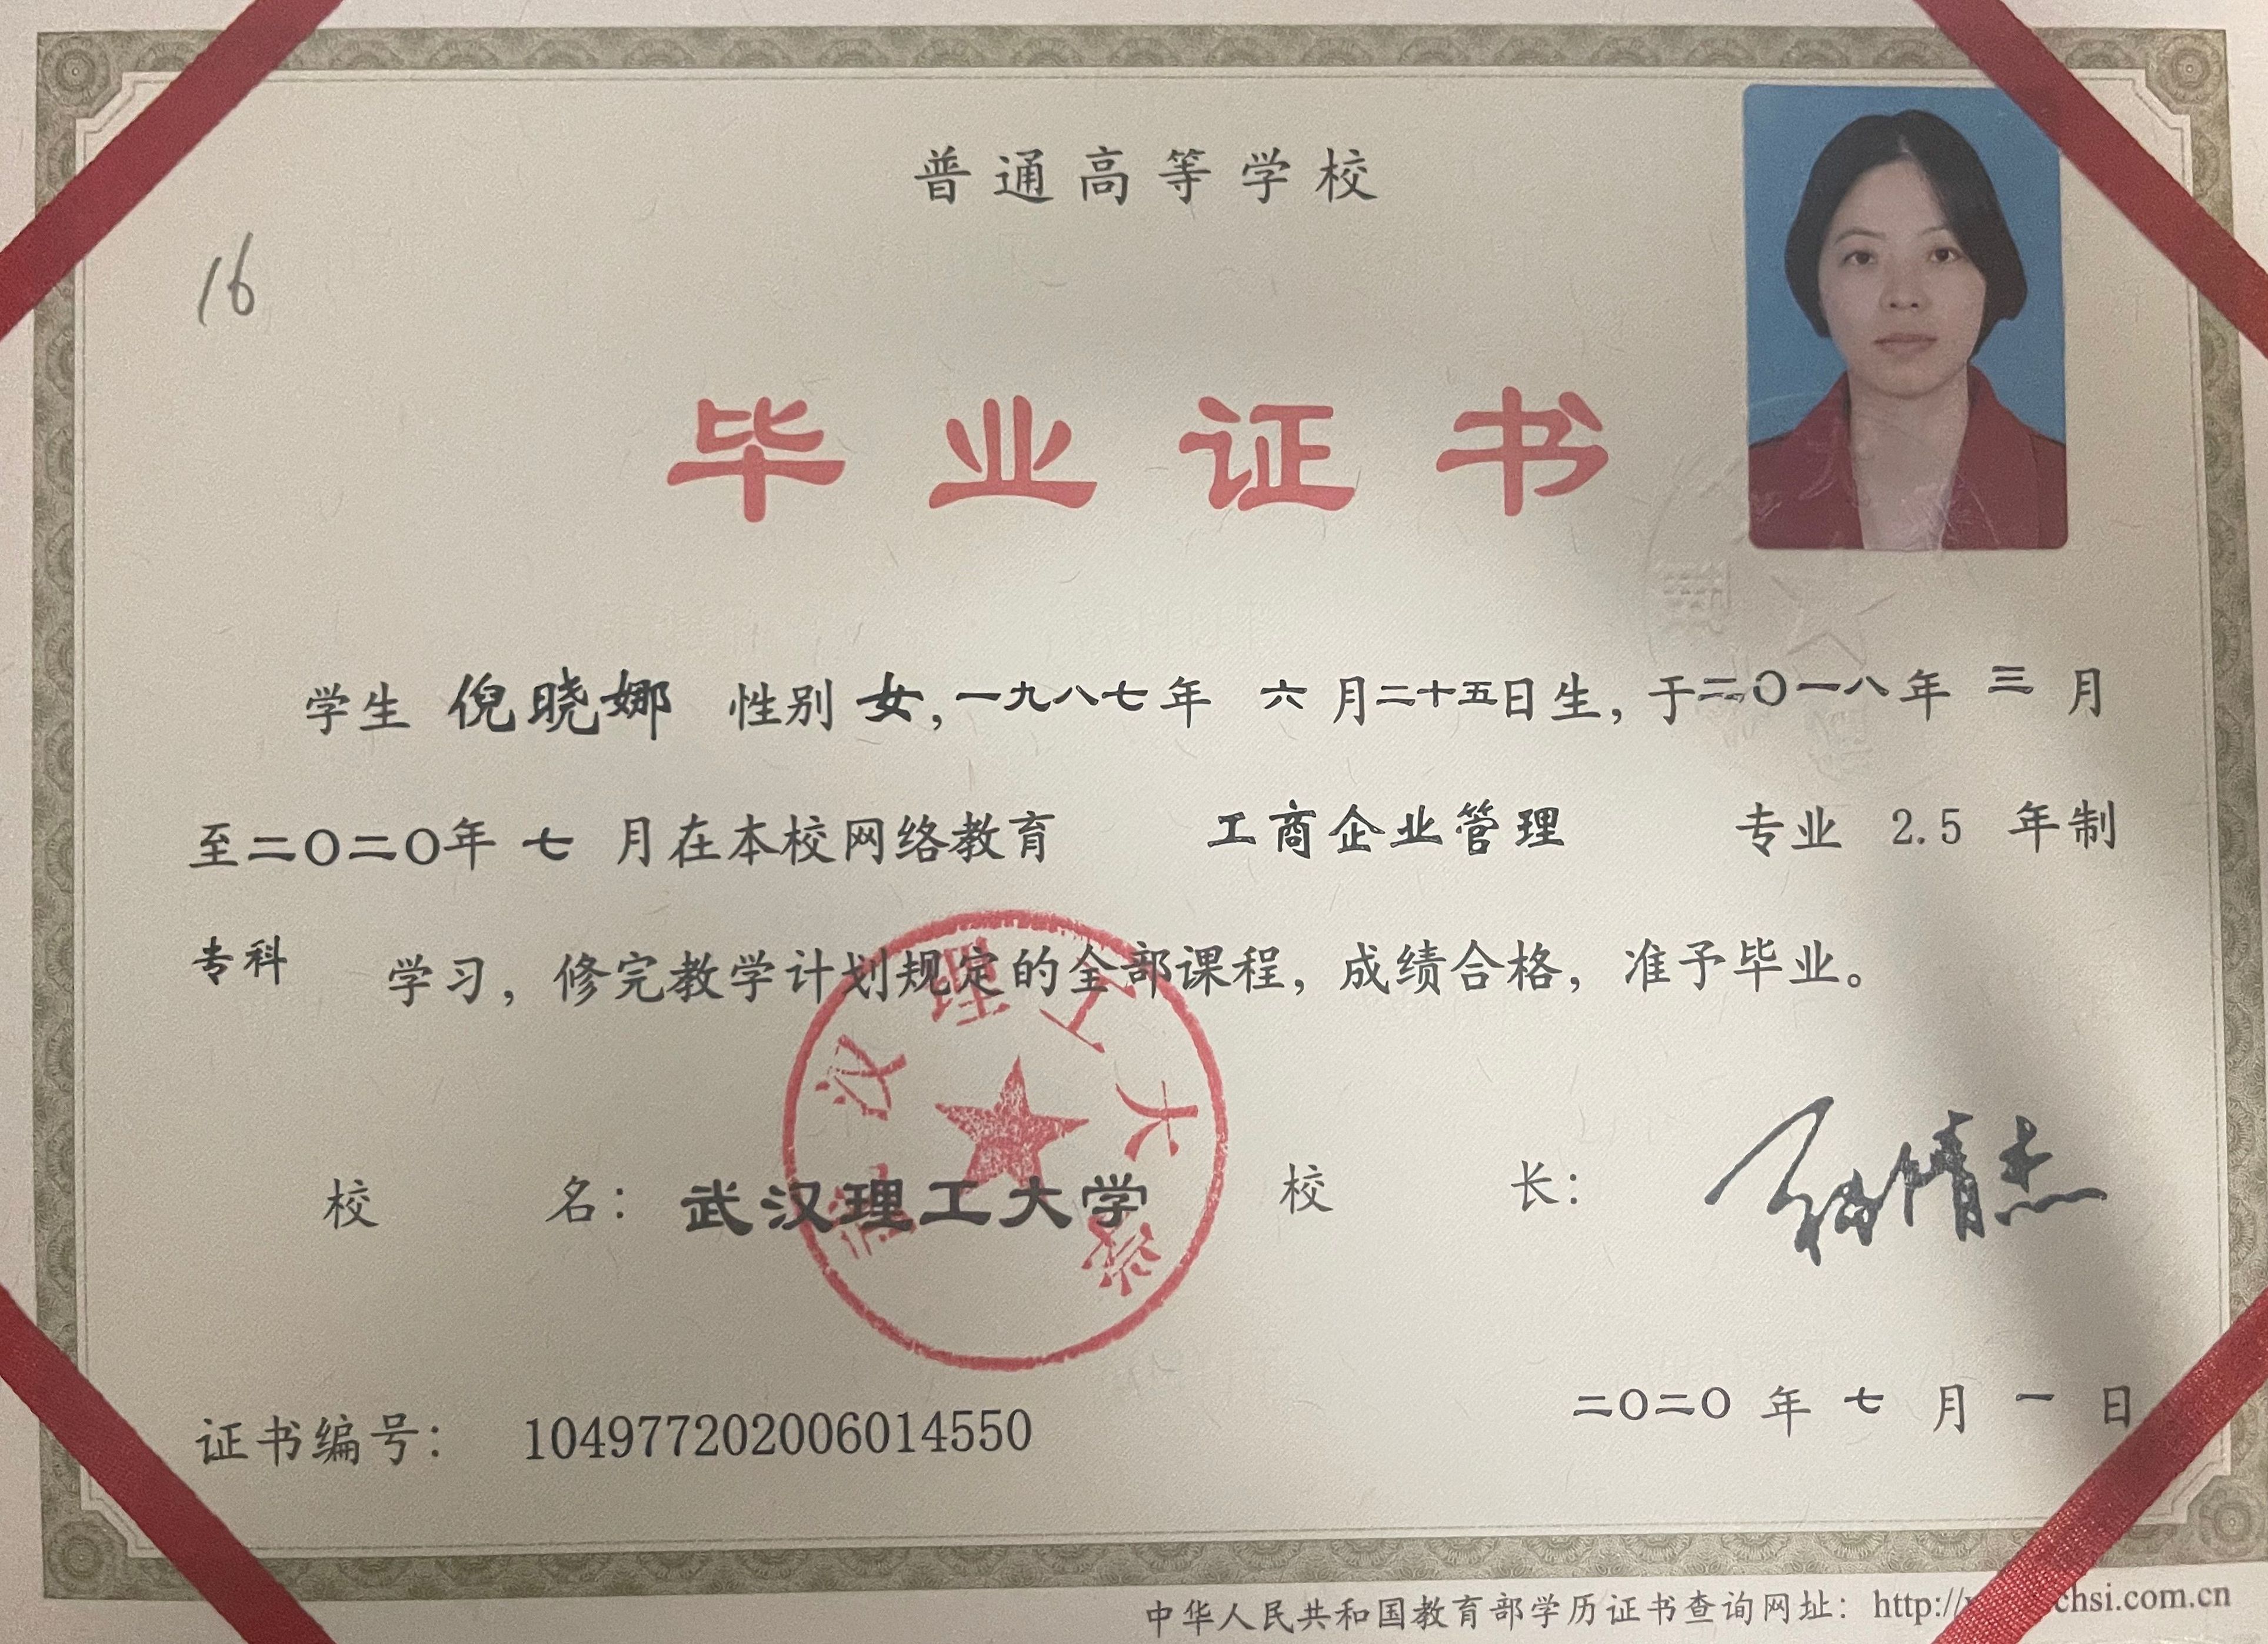 普通高等学校
16
毕业证书
学生 倪晓娜 性别 女，一九八七年 六 月二十五日生，于二〇一八年 三 月
至二〇二〇年 七 月在本校网络教育 工商企业管理 专业 2.5 年制
专科 学习，修完教学计划规定的全部课程，成绩合格，准予毕业。
武汉理工大学
校 名：武汉理工大学 校 长：
二〇二〇 年 七 月 一 日
证书编号： 104977202006014550
中华人民共和国教育部学历证书查询网址： http:// chsi.com.cn